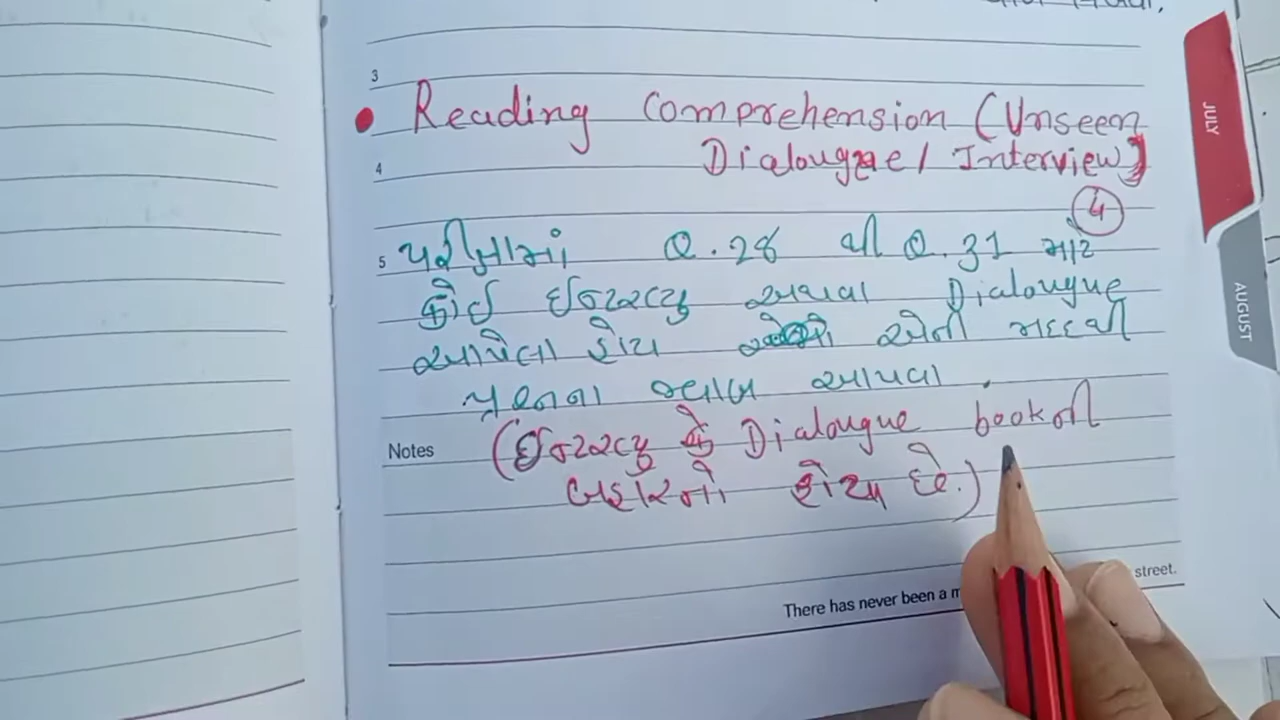 3
• Reading Comprehension (Unseen
Dialougue / Interview)
4
4
5 પરીક્ષામાં Q.28 થી Q.31 માટે
કોઈ ઈન્ટરવ્યુ અથવા Dialougue
આપેલા હોય એની મદદથી
પ્રશ્નના જવાબ આપવા.
Notes
(ઈન્ટરવ્યુ કે Dialougue bookની
બહારનો હોય છે.)
street.
There has never been a
JULY
AUGUST